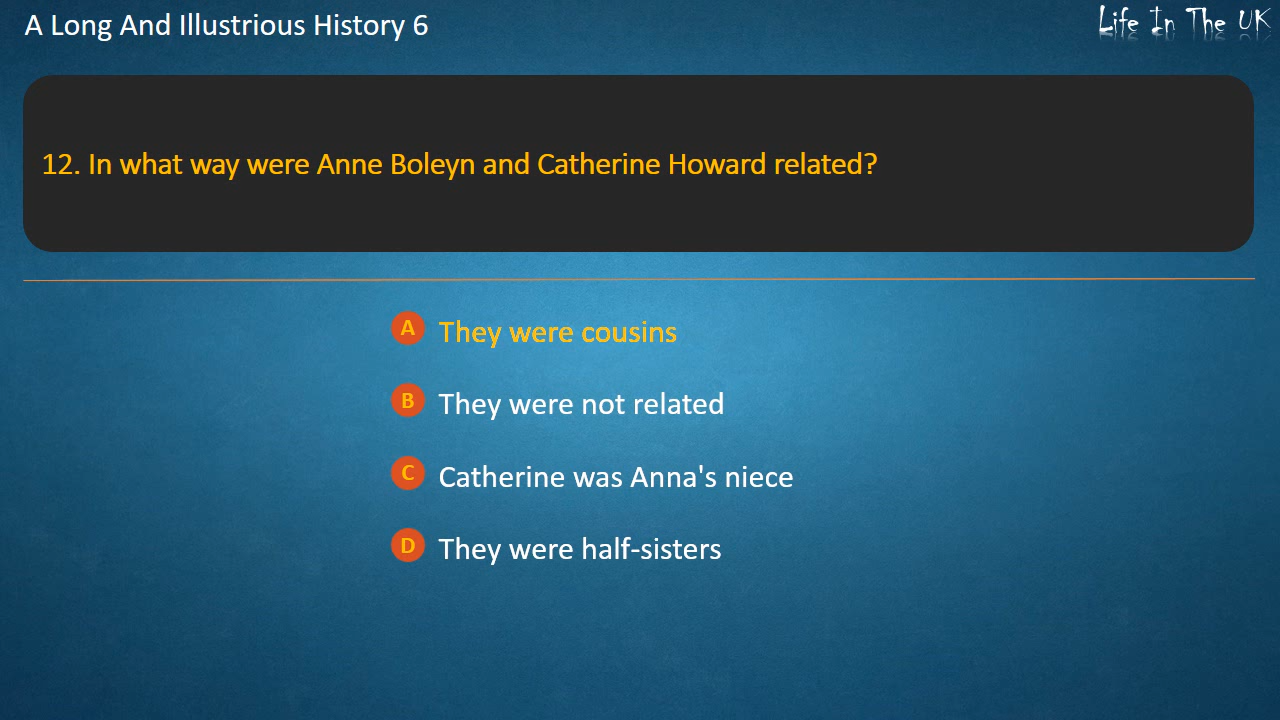 A Long And Illustrious History 6
Life In The UK
12. In what way were Anne Boleyn and Catherine Howard related?
A They were cousins
B They were not related
C Catherine was Anna's niece
D They were half-sisters